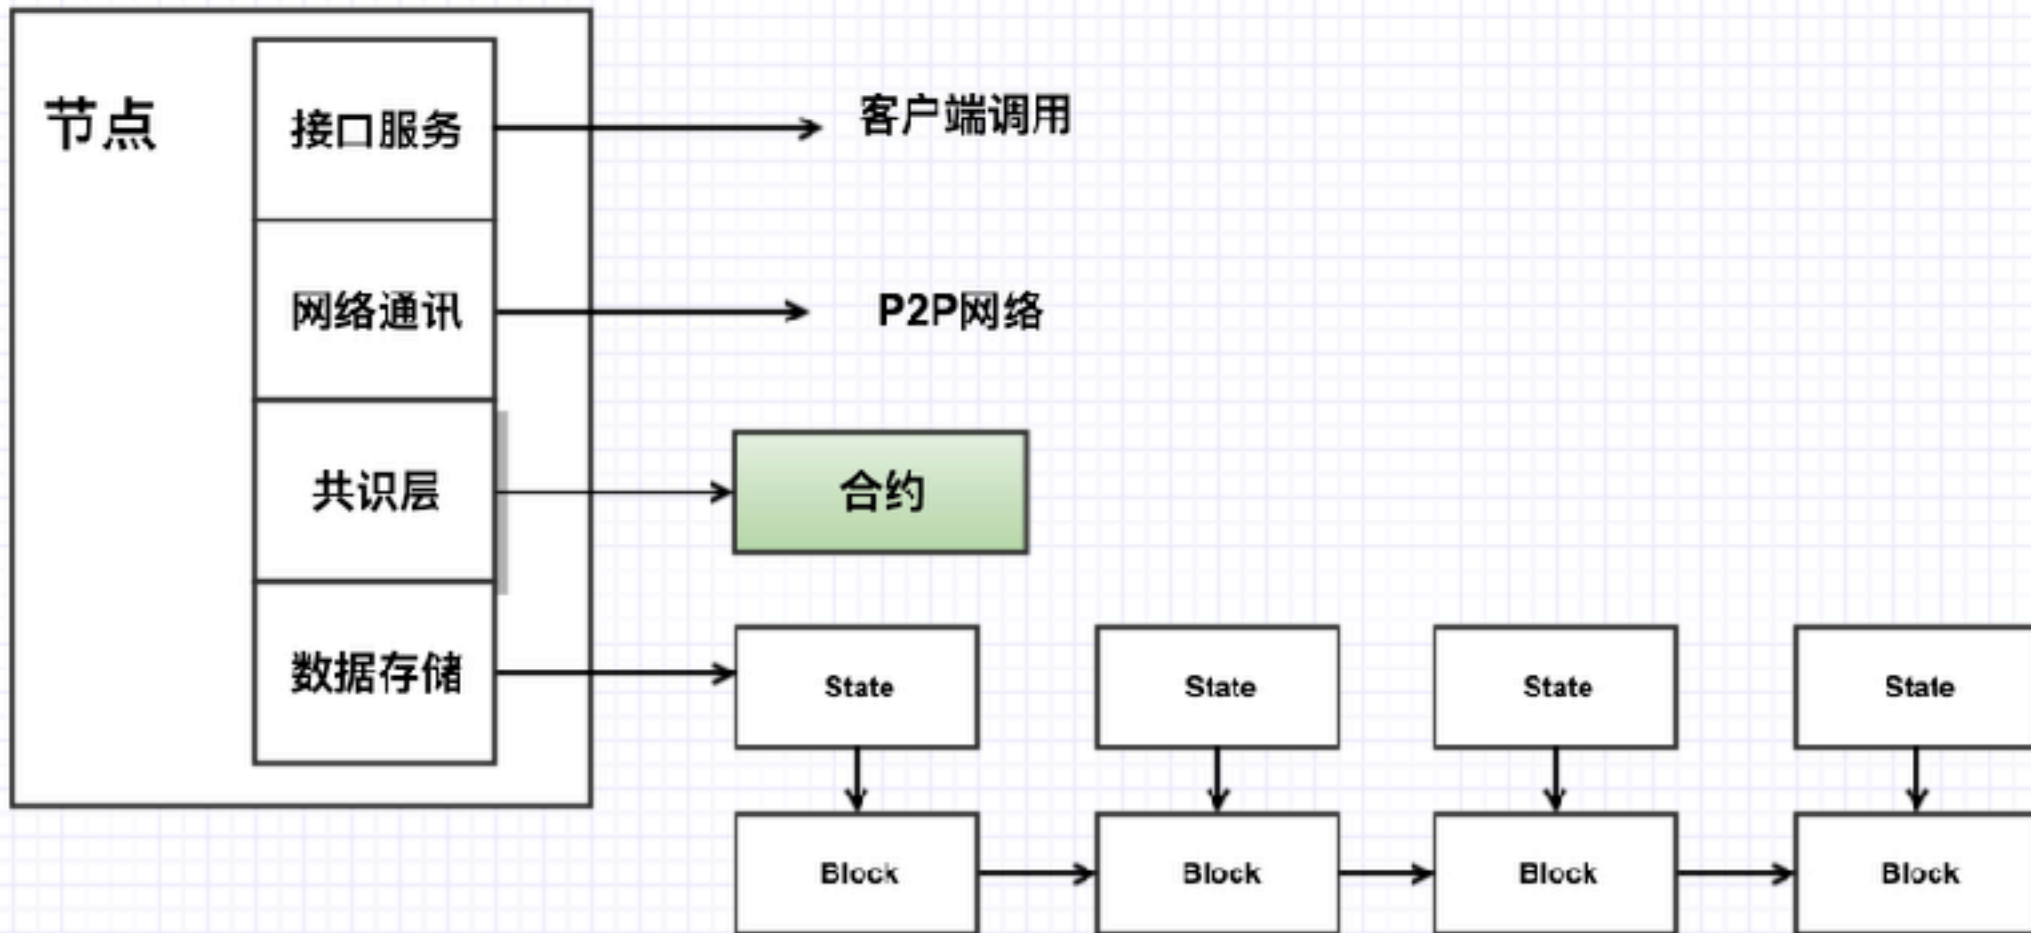 节点
接口服务
客户端调用
网络通讯
P2P网络
共识层
合约
数据存储
State
State
State
State
Block
Block
Block
Block